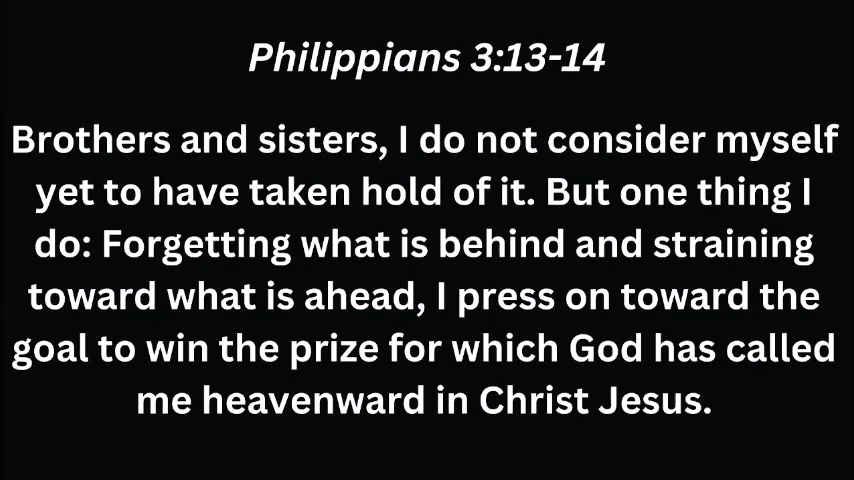 Philippians 3:13-14
Brothers and sisters, I do not consider myself
yet to have taken hold of it. But one thing I
do: Forgetting what is behind and straining
toward what is ahead, I press on toward the
goal to win the prize for which God has called
me heavenward in Christ Jesus.